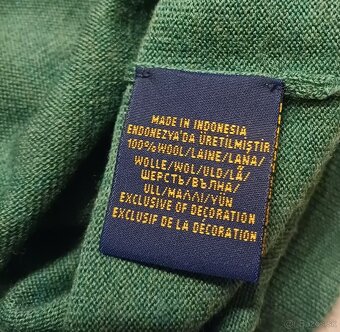 MADE IN INDONESIA
ENDONEZYA'DA ÜRETİLMİŞTİR
100% WOOL/LAINE/LANA/
WOLLE/WOL/ULD/LÃ/
ШЕРСТЬ/ВЪЛНА/
ULL/ΜΑΛΛΙ/YÜN
EXCLUSIVE OF DECORATION
EXCLUSIF DE LA DÉCORATION